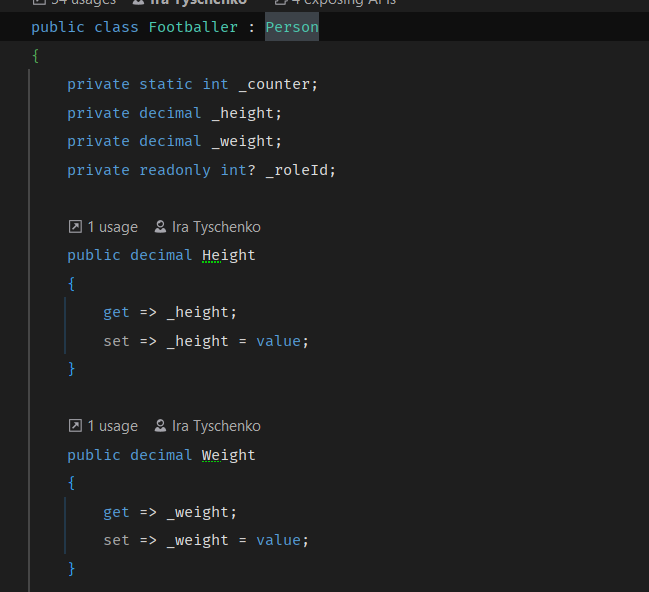 54 usages Ira Tyschenko 4 exposing APIs
public class Footballer : Person
{
private static int _counter;
private decimal _height;
private decimal _weight;
private readonly int? _roleId;
1 usage Ira Tyschenko
public decimal Height
{
get => _height;
set => _height = value;
}
1 usage Ira Tyschenko
public decimal Weight
{
get => _weight;
set => _weight = value;
}